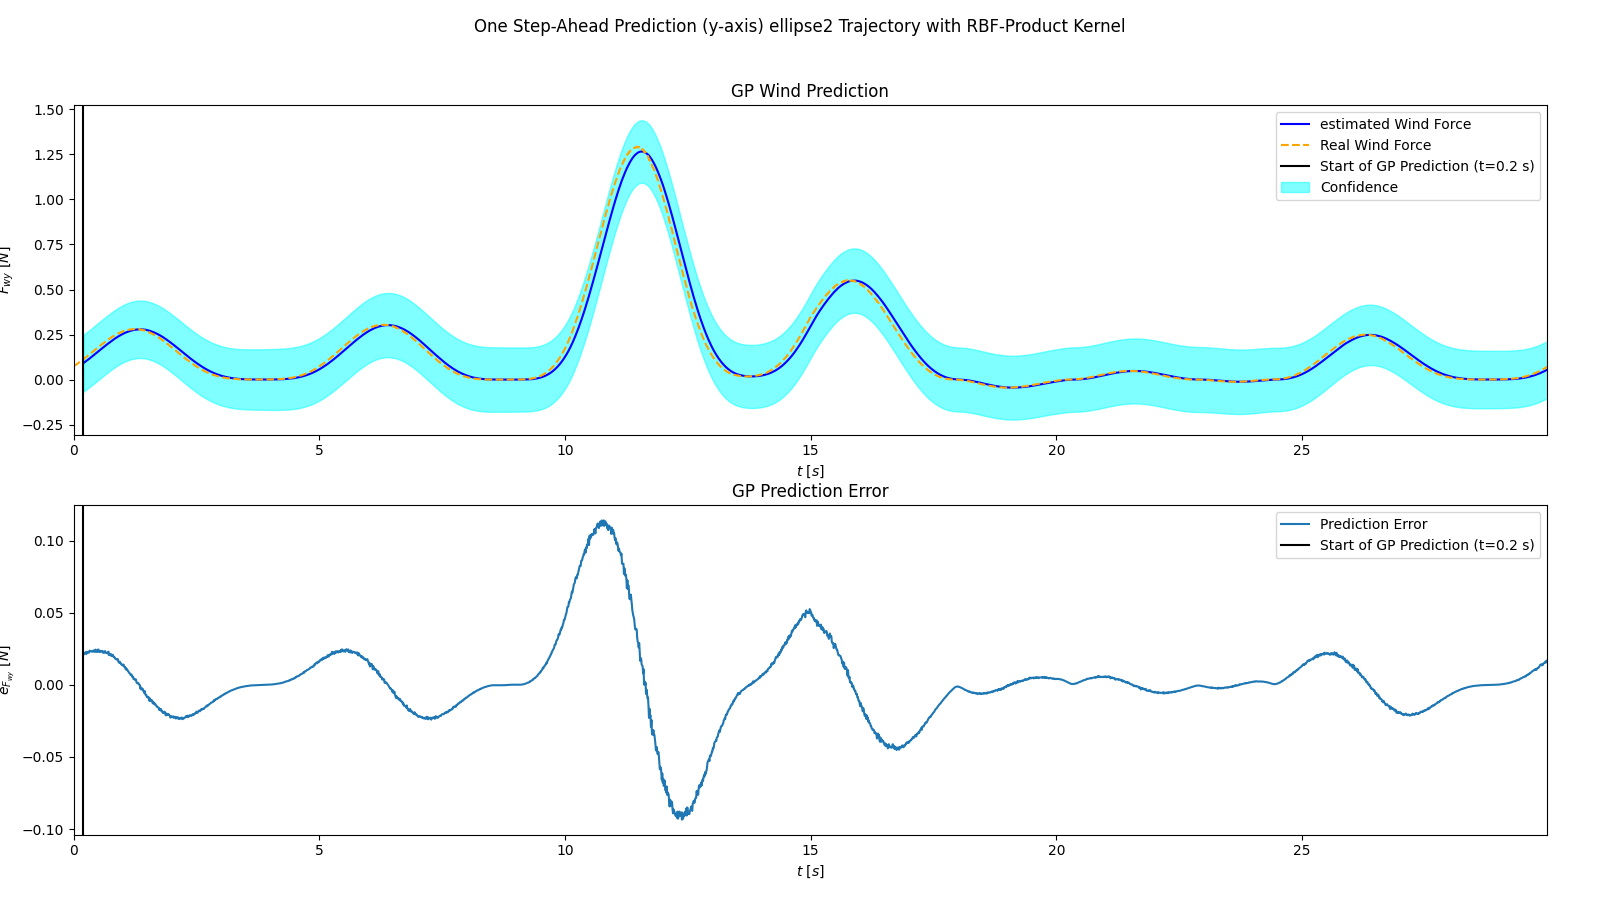 One Step-Ahead Prediction (y-axis) ellipse2 Trajectory with RBF-Product Kernel
GP Wind Prediction
1.50
1.25
1.00
0.75
0.50
0.25
0.00
−0.25
F_wy [N]
estimated Wind Force
Real Wind Force
Start of GP Prediction (t=0.2 s)
Confidence
0 5 10 15 20 25
t [s]
GP Prediction Error
0.10
0.05
0.00
−0.05
−0.10
e_F_wy [N]
Prediction Error
Start of GP Prediction (t=0.2 s)
0 5 10 15 20 25
t [s]